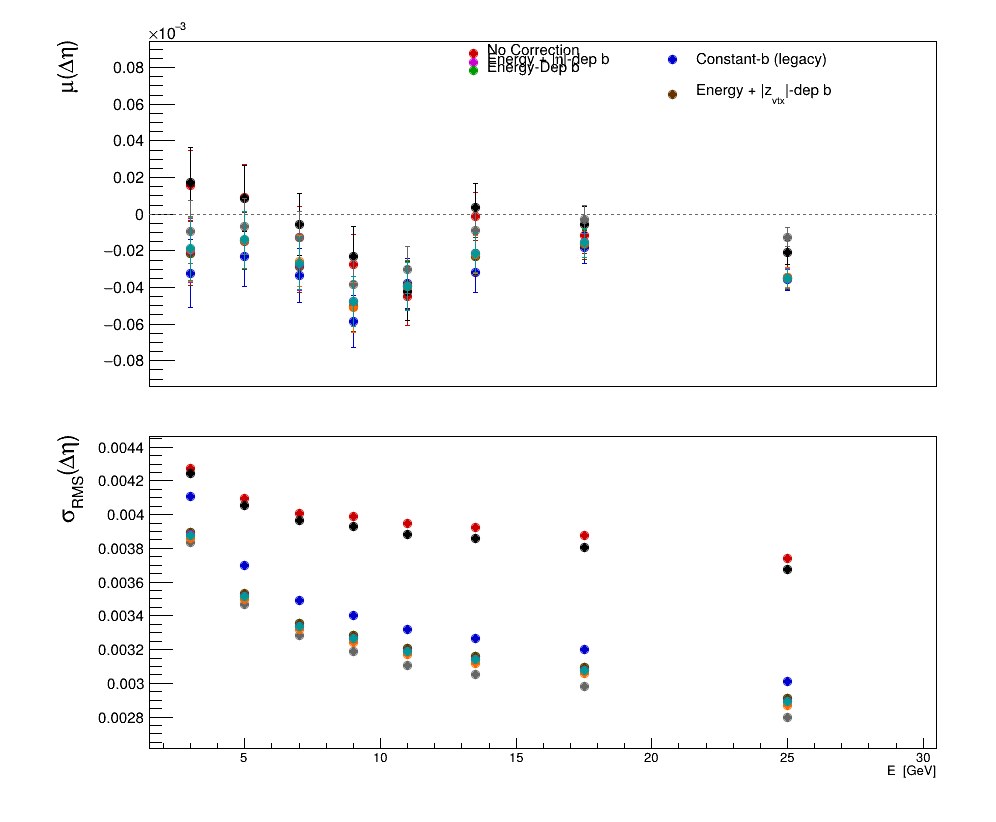 ×10⁻³
μ(Δη)
0.08
0.06
0.04
0.02
0
−0.02
−0.04
−0.06
−0.08
No Correction
Energy + |η|-dep b
Energy-Dep b
Constant-b (legacy)
Energy + |z_vtx|-dep b
σ_RMS(Δη)
0.0044
0.0042
0.004
0.0038
0.0036
0.0034
0.0032
0.003
0.0028
5 10 15 20 25 30
E [GeV]